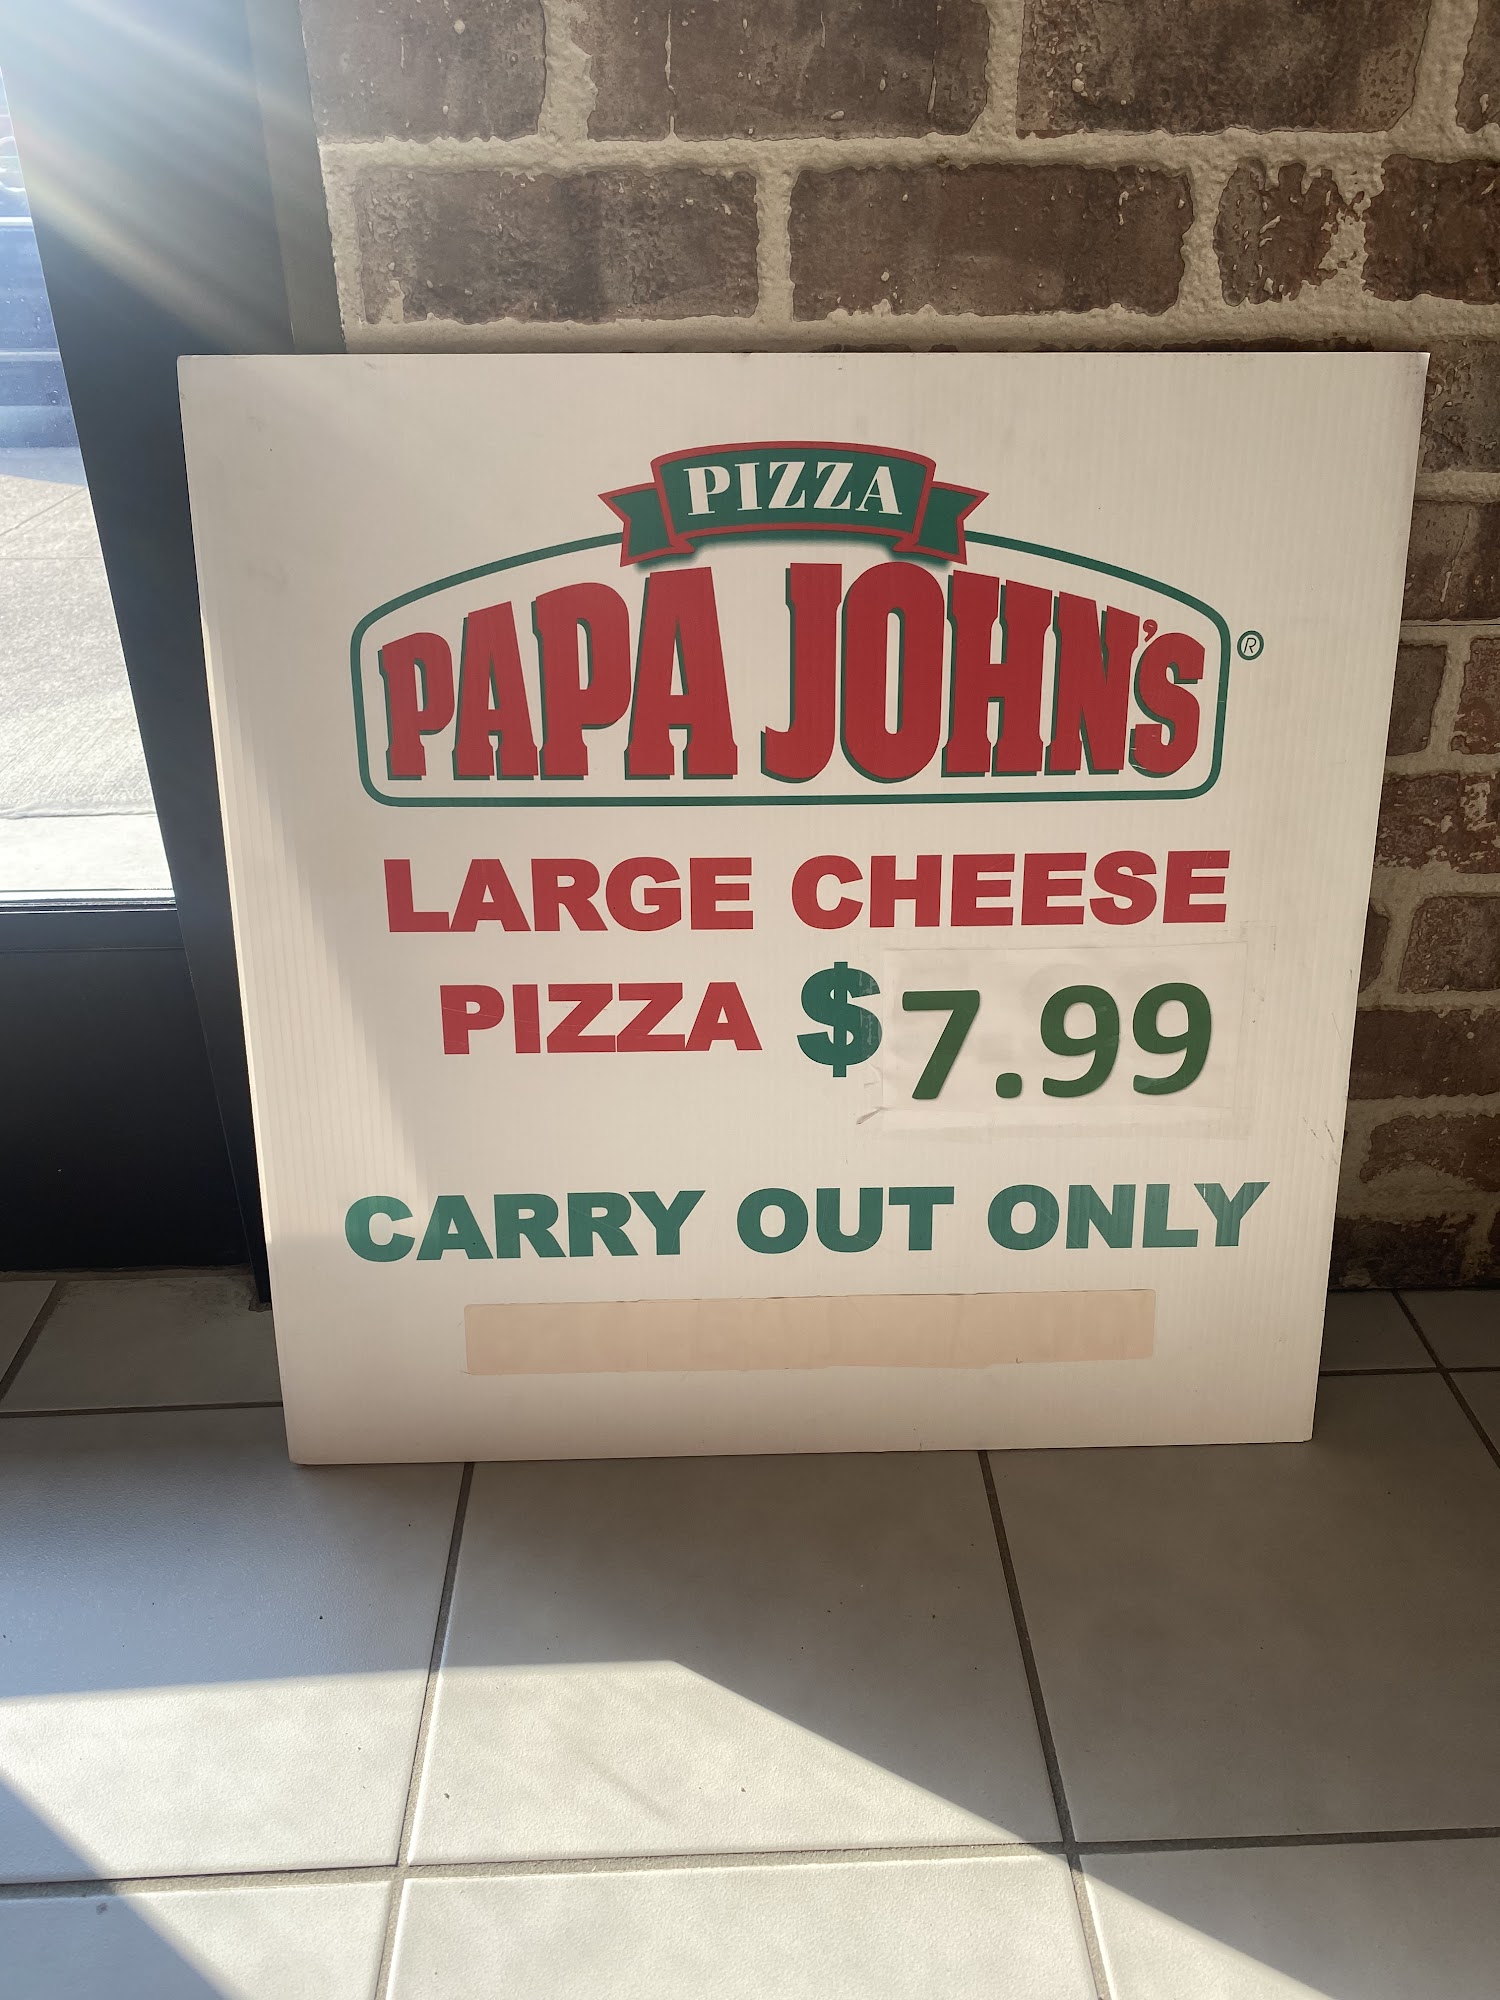 PIZZA
PAPA JOHN'S ®
LARGE CHEESE
PIZZA $7.99
CARRY OUT ONLY